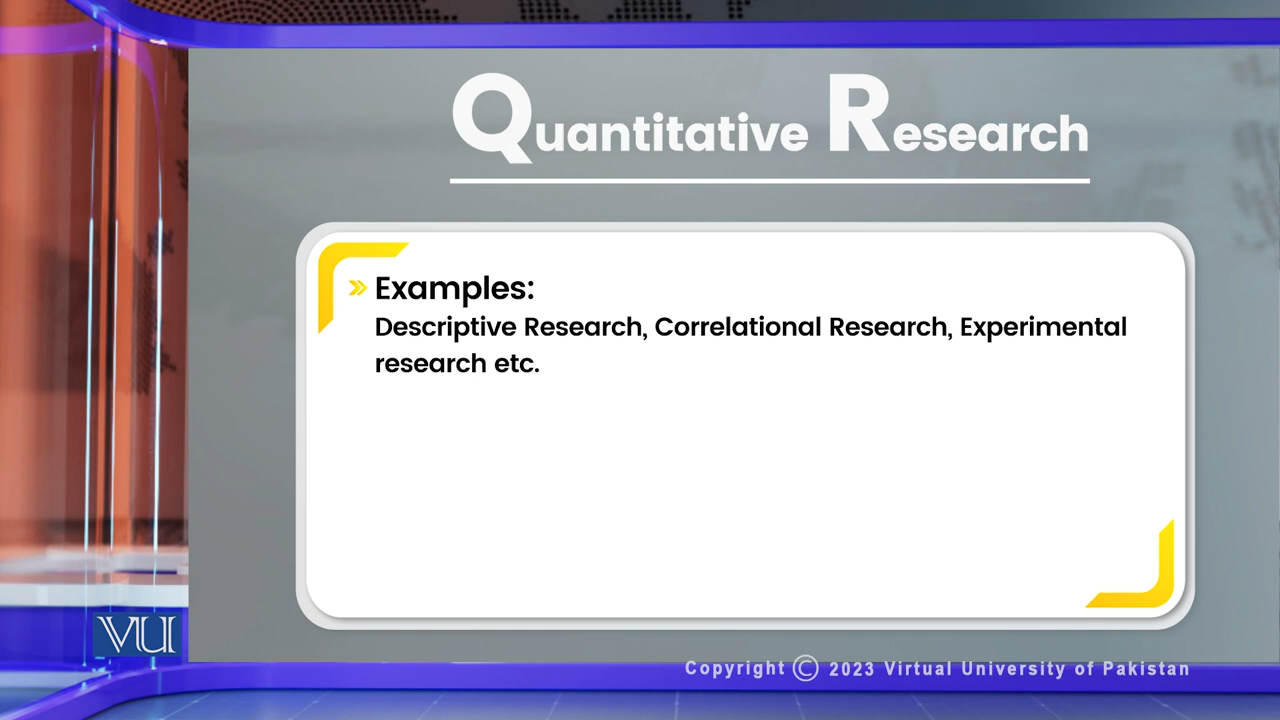 Quantitative Research
Examples:
Descriptive Research, Correlational Research, Experimental
research etc.
VU
Copyright © 2023 Virtual University of Pakistan